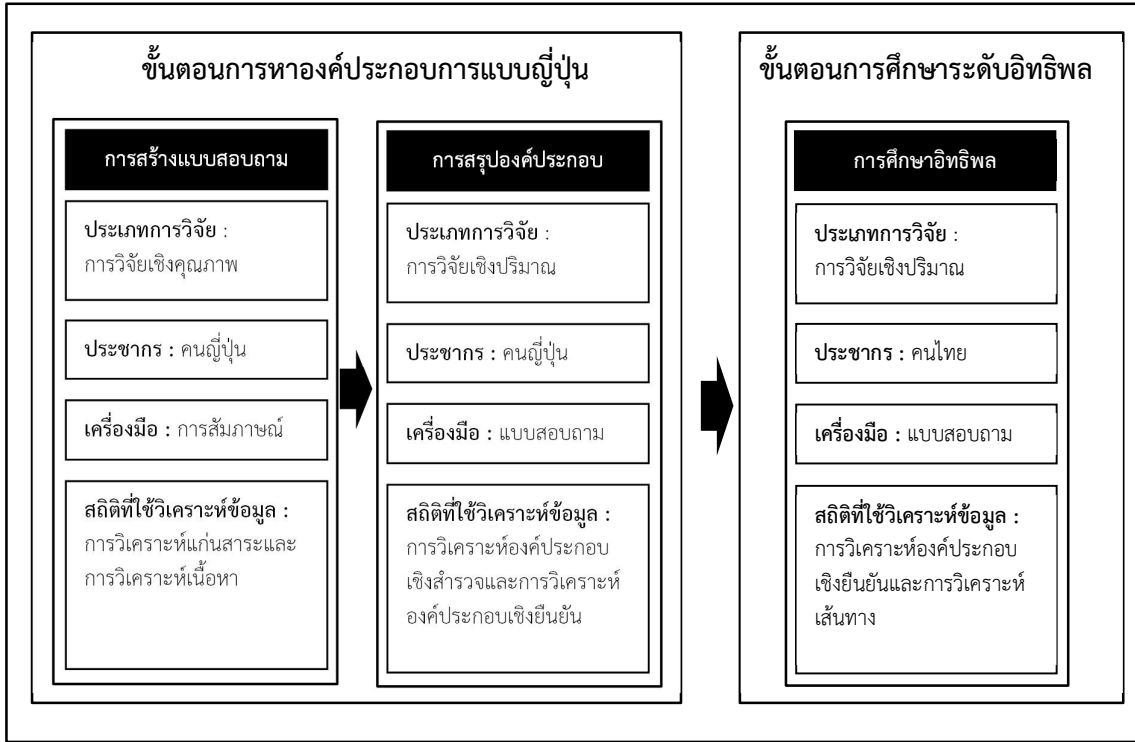 ขั้นตอนการหาองค์ประกอบการแบบญี่ปุ่น
การสร้างแบบสอบถาม
ประเภทการวิจัย :
การวิจัยเชิงคุณภาพ
ประชากร : คนญี่ปุ่น
เครื่องมือ : การสัมภาษณ์
สถิติที่ใช้วิเคราะห์ข้อมูล :
การวิเคราะห์แก่นสาระและ
การวิเคราะห์เนื้อหา
การสรุปองค์ประกอบ
ประเภทการวิจัย :
การวิจัยเชิงปริมาณ
ประชากร : คนญี่ปุ่น
เครื่องมือ : แบบสอบถาม
สถิติที่ใช้วิเคราะห์ข้อมูล :
การวิเคราะห์องค์ประกอบ
เชิงสำรวจและการวิเคราะห์
องค์ประกอบเชิงยืนยัน
ขั้นตอนการศึกษาระดับอิทธิพล
การศึกษาอิทธิพล
ประเภทการวิจัย :
การวิจัยเชิงปริมาณ
ประชากร : คนไทย
เครื่องมือ : แบบสอบถาม
สถิติที่ใช้วิเคราะห์ข้อมูล :
การวิเคราะห์องค์ประกอบ
เชิงยืนยันและการวิเคราะห์
เส้นทาง